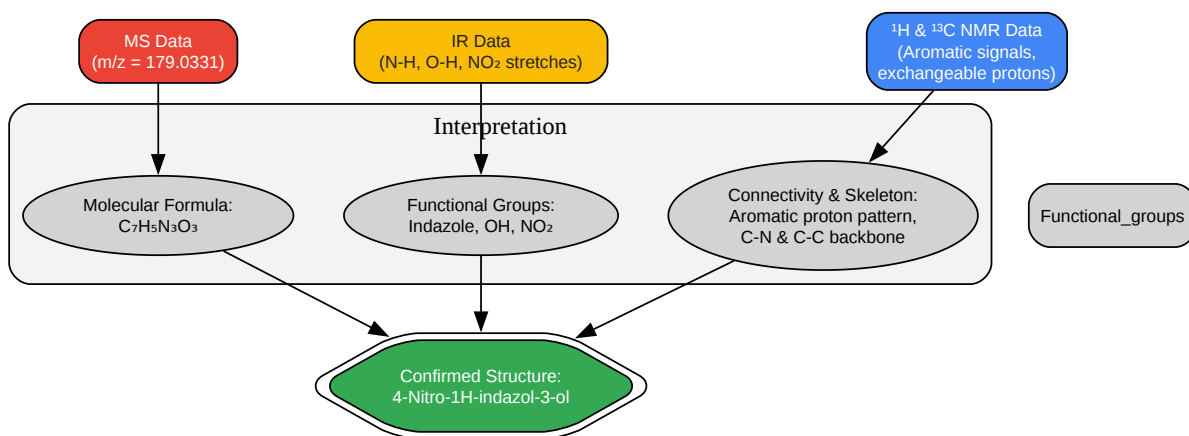 MS Data
(m/z = 179.0331)
IR Data
(N-H, O-H, NO₂ stretches)
¹H & ¹³C NMR Data
(Aromatic signals,
exchangeable protons)
Interpretation
Molecular Formula:
C₇H₅N₃O₃
Functional Groups:
Indazole, OH, NO₂
Connectivity & Skeleton:
Aromatic proton pattern,
C-N & C-C backbone
Functional_groups
Confirmed Structure:
4-Nitro-1H-indazol-3-ol